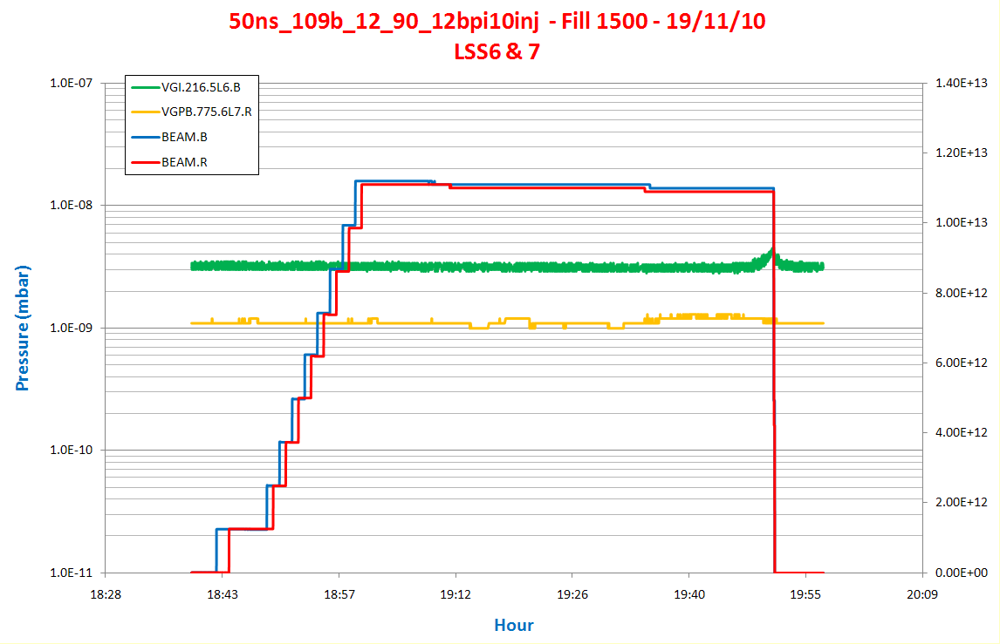 50ns_109b_12_90_12bpi10inj - Fill 1500 - 19/11/10
LSS6 & 7
VGI.216.5L6.B
VGPB.775.6L7.R
BEAM.B
BEAM.R
Pressure (mbar)
1.0E-07
1.0E-08
1.0E-09
1.0E-10
1.0E-11
1.40E+13
1.20E+13
1.00E+13
8.00E+12
6.00E+12
4.00E+12
2.00E+12
0.00E+00
18:28
18:43
18:57
19:12
19:26
19:40
19:55
20:09
Hour